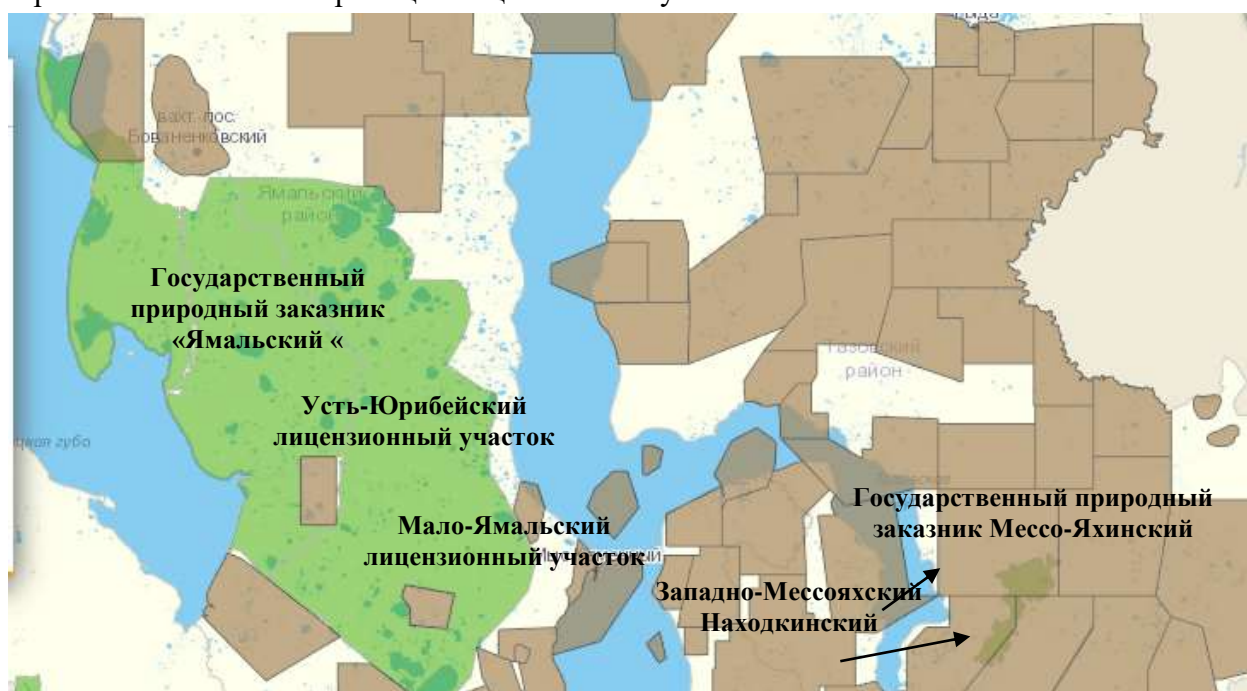 вахт. пос.
Бованенковский
Ямальский
район
Государственный
природный заказник
«Ямальский «
Усть-Юрибейский
лицензионный участок
Тазовский
район
Мало-Ямальский
лицензионный участок
Государственный природный
заказник Мессо-Яхинский
Западно-Мессояхский
Находкинский